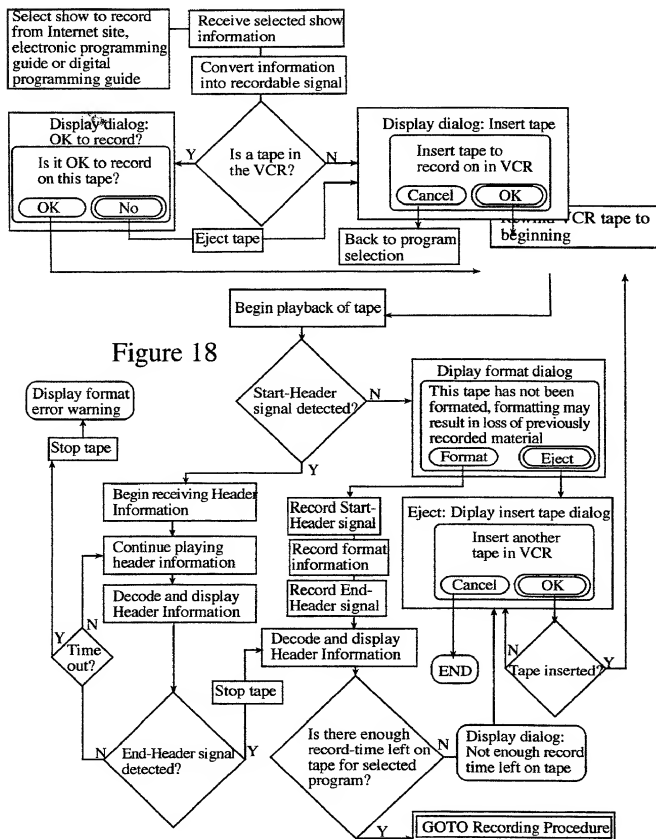 Select show to record
from Internet site,
electronic programming
guide or digital
programming guide
Receive selected show
information
Convert information
into recordable signal
Display dialog:
OK to record?
Is it OK to record
on this tape?
OK
No
Y
Is a tape in
the VCR?
N
Display dialog: Insert tape
Insert tape to
record on in VCR
Cancel
OK
Eject tape
Back to program
selection
VCR tape to
beginning
Begin playback of tape
Figure 18
Start-Header
signal detected?
N
Y
Diplay format dialog
This tape has not been
formated, formatting may
result in loss of previously
recorded material
Format
Eject
Display format
error warning
Stop tape
Begin receiving Header
Information
Continue playing
header information
Decode and display
Header Information
Y
Time
out?
N
N
End-Header signal
detected?
Y
Stop tape
Record Start-
Header signal
Record format
information
Record End-
Header signal
Decode and display
Header Information
Eject: Diplay insert tape dialog
Insert another
tape in VCR
Cancel
OK
END
N
Tape inserted?
Y
Is there enough
record-time left on
tape for selected
program?
N
Display dialog:
Not enough record
time left on tape
Y
GOTO Recording Procedure